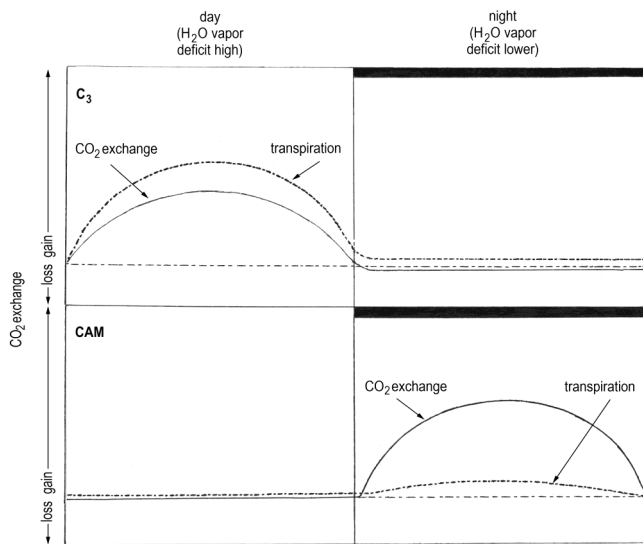 day
(H₂O vapor
deficit high)
night
(H₂O vapor
deficit lower)
C₃
CO₂ exchange
transpiration
loss gain
CO₂ exchange
CAM
CO₂ exchange
transpiration
loss gain